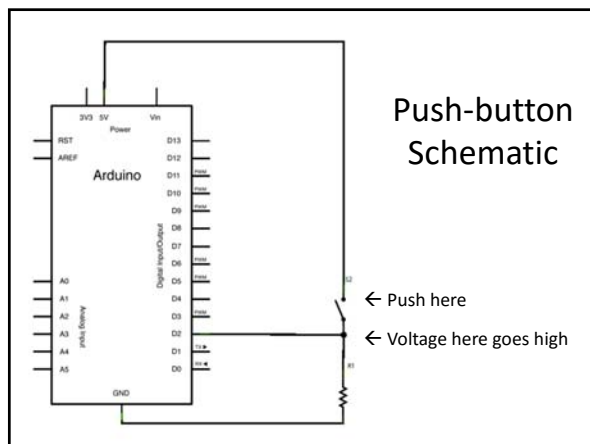 Push-button
Schematic
3V3 5V Vin
Power
RST
AREF
Arduino
D13
D12
D11 PWM
D10 PWM
D9 PWM
D8
D7
D6 PWM
D5 PWM
D4
D3 PWM
D2
D1 TX ▶
D0 RX ◀
Digital Input/Output
A0
A1
A2
A3
A4
A5
Analog Input
GND
S2
← Push here
← Voltage here goes high
R1